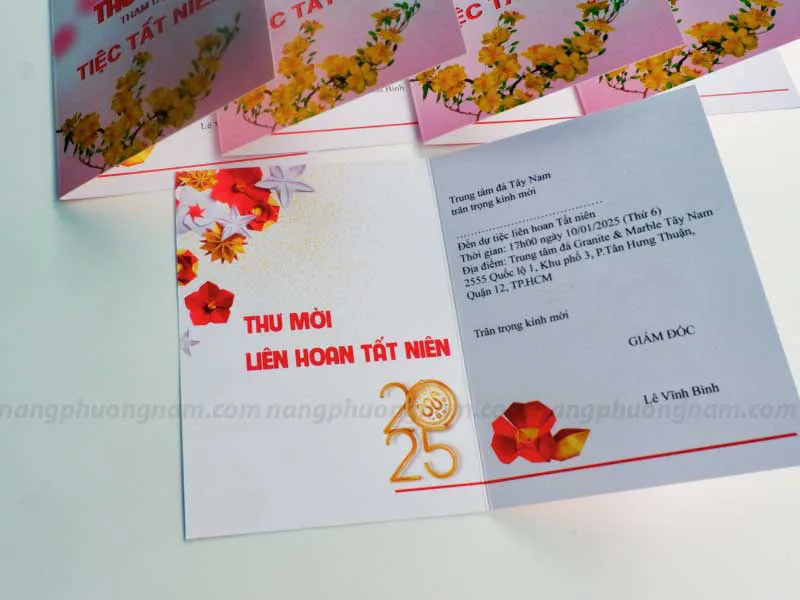 THAM D
TIỆC TẤT NIÊN
TIỆC TẤT N
Lê V
Bình
THƯ MỜI
LIÊN HOAN TẤT NIÊN
2025
Trung tâm đá Tây Nam
trân trọng kính mời
........................................
Đến dự tiệc liên hoan Tất niên
Thời gian: 17h00 ngày 10/01/2025 (Thứ 6)
Địa điểm: Trung tâm đá Granite & Marble Tây Nam
2555 Quốc lộ 1, Khu phố 3, P.Tân Hưng Thuận,
Quận 12, TP.HCM
Trân trọng kính mời
GIÁM ĐỐC
Lê Vĩnh Bình
nangphuongnam.com nangphuongnam.com nangphuongnam.com